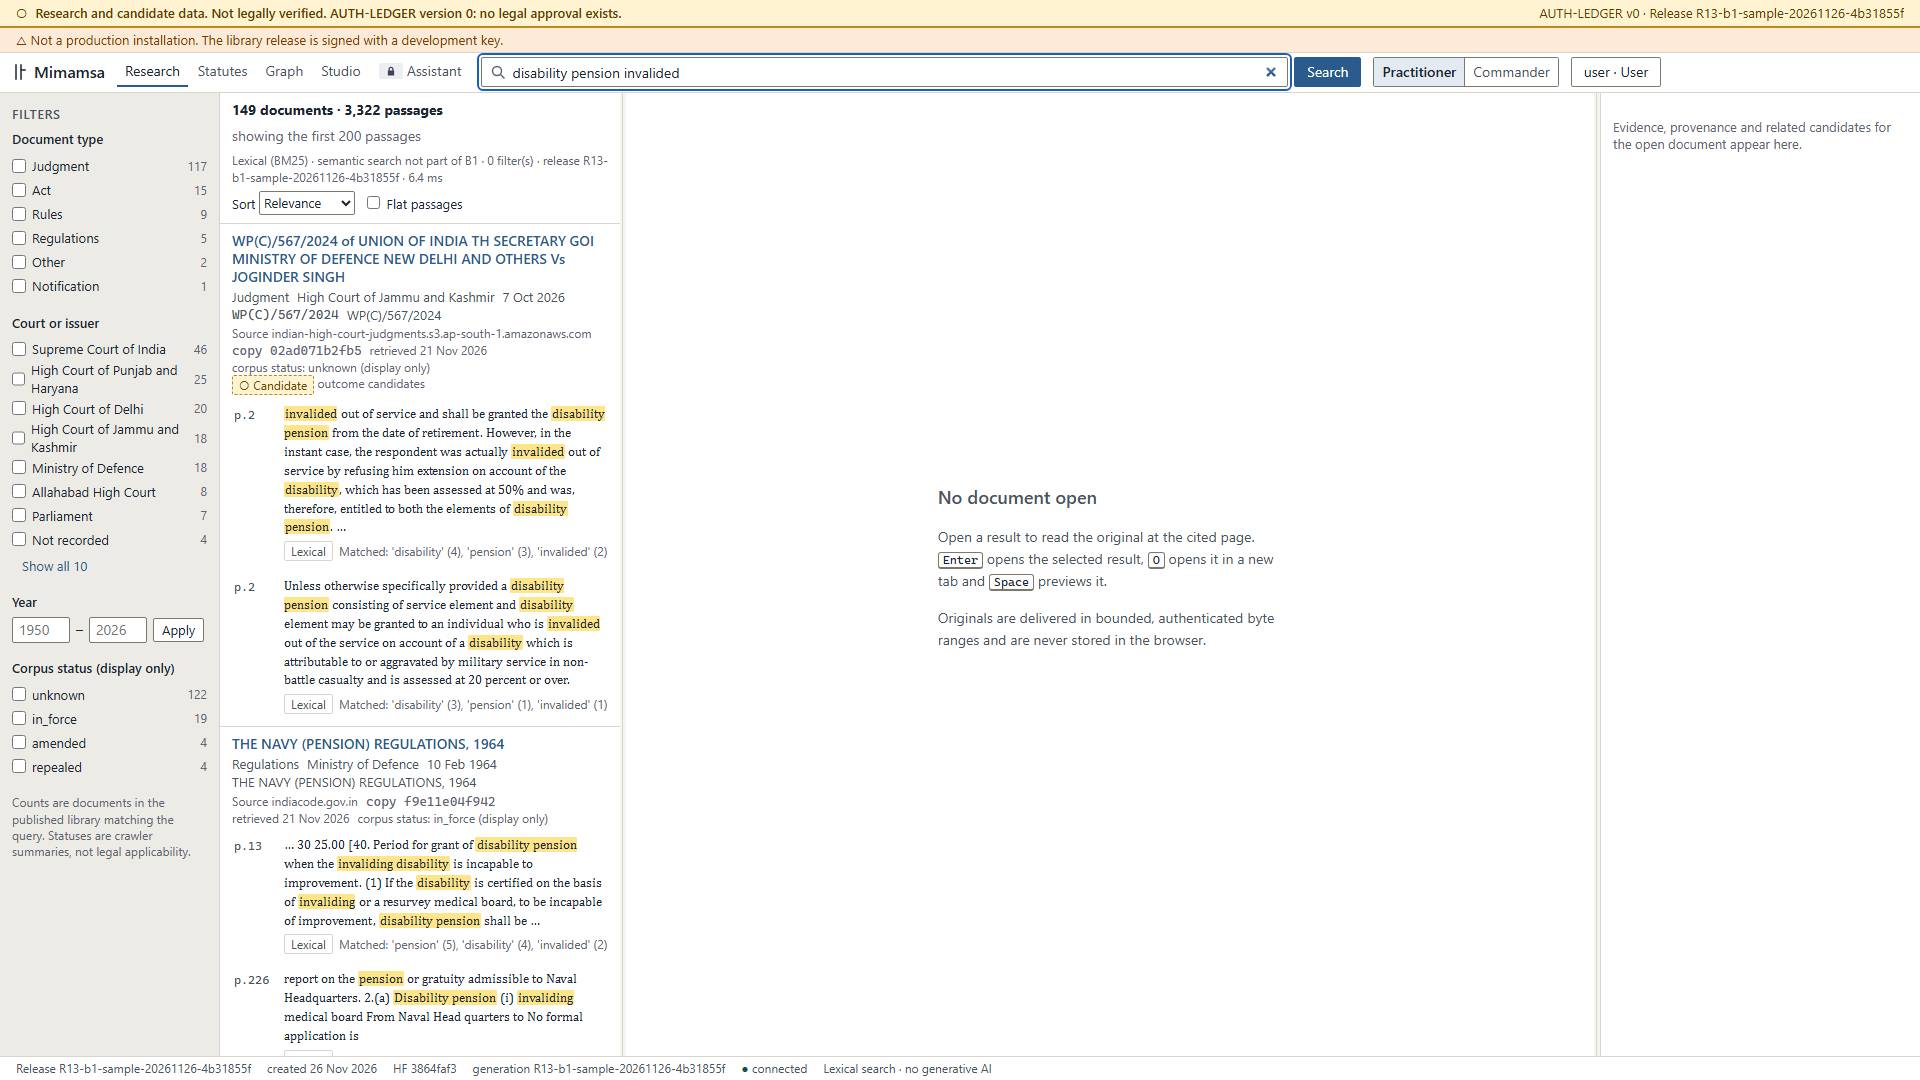 Research and candidate data. Not legally verified. AUTH-LEDGER version 0: no legal approval exists.
AUTH-LEDGER v0 · Release R13-b1-sample-20261126-4b31855f
⚠ Not a production installation. The library release is signed with a development key.
Mimamsa
Research
Statutes
Graph
Studio
Assistant
disability pension invalided
Search
Practitioner
Commander
user · User
FILTERS
Document type
Judgment 117
Act 15
Rules 9
Regulations 5
Other 2
Notification 1
Court or issuer
Supreme Court of India 46
High Court of Punjab and
Haryana 25
High Court of Delhi 20
High Court of Jammu and
Kashmir 18
Ministry of Defence 18
Allahabad High Court 8
Parliament 7
Not recorded 4
Show all 10
Year
1950 – 2026 Apply
Corpus status (display only)
unknown 122
in_force 19
amended 4
repealed 4
Counts are documents in the
published library matching the
query. Statuses are crawler
summaries, not legal applicability.
149 documents · 3,322 passages
showing the first 200 passages
Lexical (BM25) · semantic search not part of B1 · 0 filter(s) · release R13-
b1-sample-20261126-4b31855f · 6.4 ms
Sort Relevance Flat passages
WP(C)/567/2024 of UNION OF INDIA TH SECRETARY GOI
MINISTRY OF DEFENCE NEW DELHI AND OTHERS Vs
JOGINDER SINGH
Judgment High Court of Jammu and Kashmir 7 Oct 2026
WP(C)/567/2024 WP(C)/567/2024
Source indian-high-court-judgments.s3.ap-south-1.amazonaws.com
copy 02ad071b2fb5 retrieved 21 Nov 2026
corpus status: unknown (display only)
Candidate outcome candidates
p.2 invalided out of service and shall be granted the disability
pension from the date of retirement. However, in the
instant case, the respondent was actually invalided out of
service by refusing him extension on account of the
disability, which has been assessed at 50% and was,
therefore, entitled to both the elements of disability
pension. ...
Lexical Matched: 'disability' (4), 'pension' (3), 'invalided' (2)
p.2 Unless otherwise specifically provided a disability
pension consisting of service element and disability
element may be granted to an individual who is invalided
out of the service on account of a disability which is
attributable to or aggravated by military service in non-
battle casualty and is assessed at 20 percent or over.
Lexical Matched: 'disability' (3), 'pension' (1), 'invalided' (1)
THE NAVY (PENSION) REGULATIONS, 1964
Regulations Ministry of Defence 10 Feb 1964
THE NAVY (PENSION) REGULATIONS, 1964
Source indiacode.gov.in copy f9e11e04f942
retrieved 21 Nov 2026 corpus status: in_force (display only)
p.13 ... 30 25.00 [40. Period for grant of disability pension
when the invaliding disability is incapable to
improvement. (1) If the disability is certified on the basis
of invaliding or a resurvey medical board, to be incapable
of improvement, disability pension shall be ...
Lexical Matched: 'pension' (5), 'disability' (4), 'invalided' (2)
p.226 report on the pension or gratuity admissible to Naval
Headquarters. 2.(a) Disability pension (i) invaliding
medical board From Naval Head quarters to No formal
application is
No document open
Open a result to read the original at the cited page.
Enter opens the selected result, O opens it in a new
tab and Space previews it.
Originals are delivered in bounded, authenticated byte
ranges and are never stored in the browser.
Evidence, provenance and related candidates for
the open document appear here.
Release R13-b1-sample-20261126-4b31855f created 26 Nov 2026 HF 3864faf3 generation R13-b1-sample-20261126-4b31855f ● connected Lexical search · no generative AI